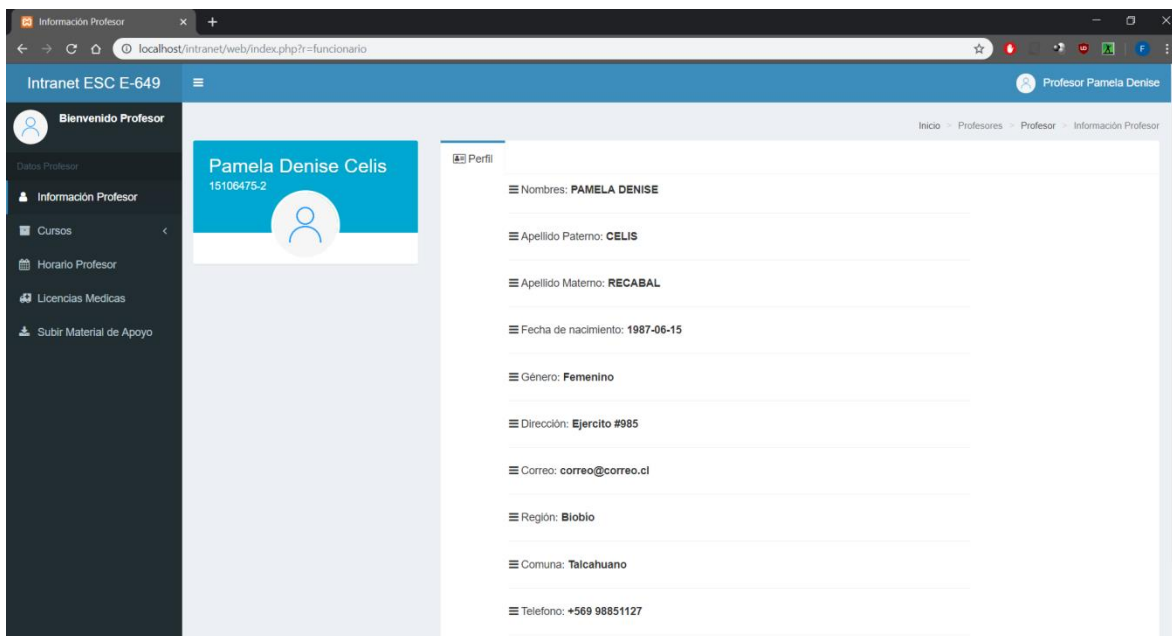 Información Profesor
localhost/intranet/web/index.php?r=funcionario
Intranet ESC E-649
Profesor Pamela Denise
Bienvenido Profesor
Inicio > Profesores > Profesor > Información Profesor
Datos Profesor
Información Profesor
Cursos
Horario Profesor
Licencias Medicas
Subir Material de Apoyo
Pamela Denise Celis
15106475-2
Perfil
Nombres: PAMELA DENISE
Apellido Paterno: CELIS
Apellido Materno: RECABAL
Fecha de nacimiento: 1987-06-15
Género: Femenino
Dirección: Ejercito #985
Correo: correo@correo.cl
Región: Biobío
Comuna: Talcahuano
Telefono: +569 98851127